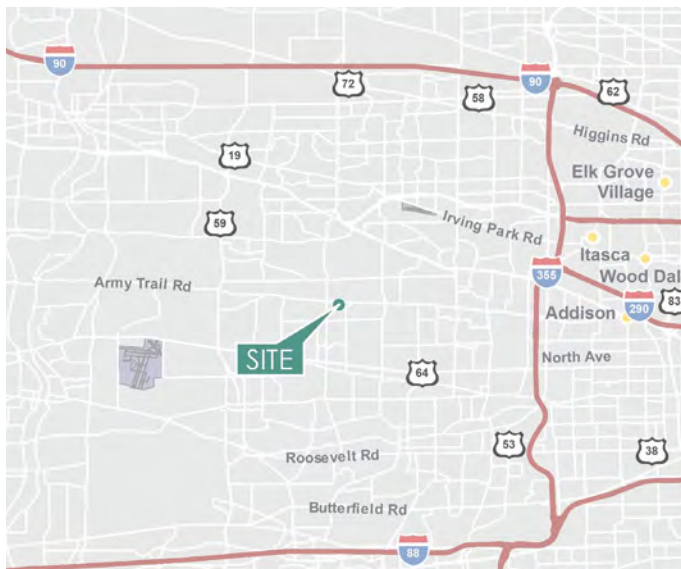 90
72
58
90
62
Higgins Rd
19
Elk Grove
Village
59
Irving Park Rd
Itasca
355
Wood Dal
Army Trail Rd
290
83
Addison
SITE
North Ave
64
53
38
Roosevelt Rd
Butterfield Rd
88